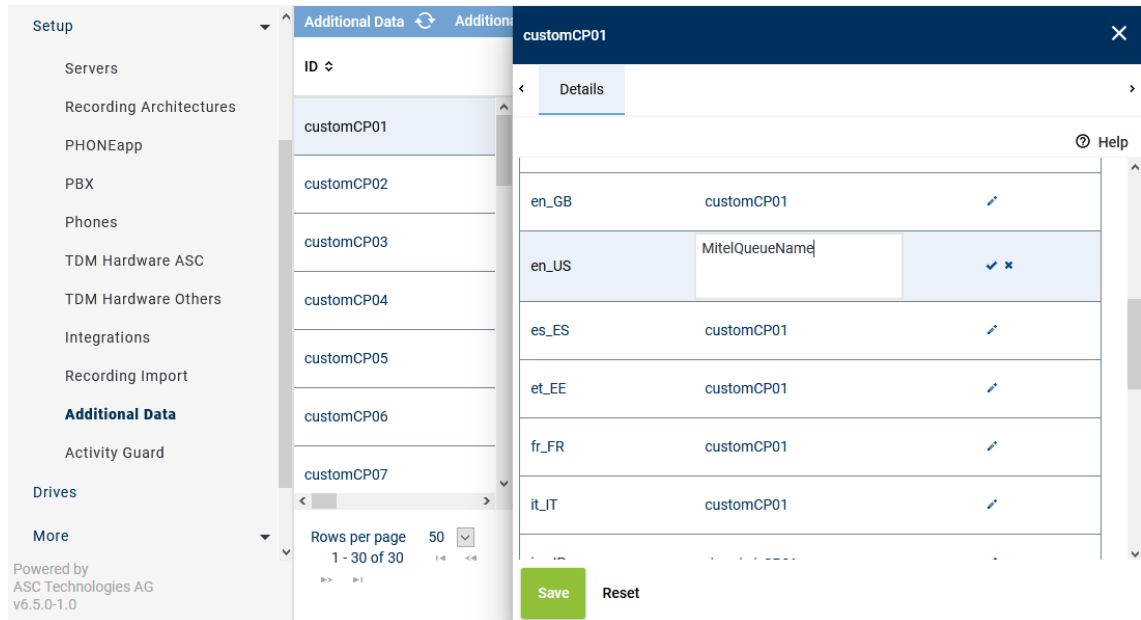 Setup
Servers
Recording Architectures
PHONEapp
PBX
Phones
TDM Hardware ASC
TDM Hardware Others
Integrations
Recording Import
Additional Data
Activity Guard
Drives
More
Powered by
ASC Technologies AG
v6.5.0-1.0
Additional Data Additiona
ID
customCP01
customCP02
customCP03
customCP04
customCP05
customCP06
customCP07
Rows per page 50
1 - 30 of 30
customCP01
Details
Help
en_GB customCP01
en_US MitelQueueName
es_ES customCP01
et_EE customCP01
fr_FR customCP01
it_IT customCP01
Save Reset